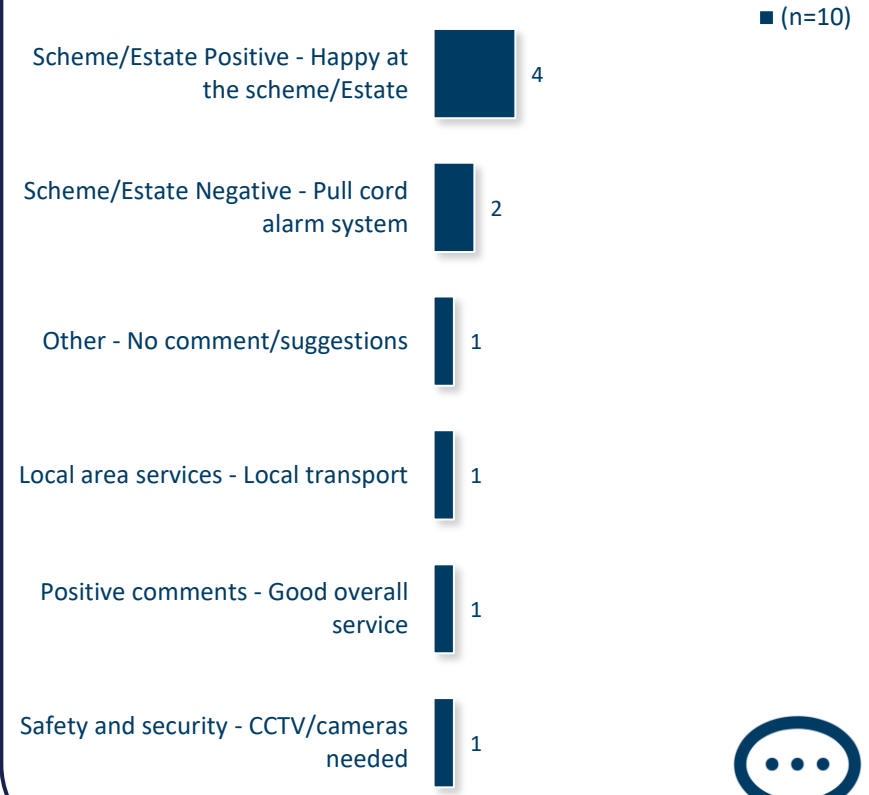 (n=10)
Scheme/Estate Positive - Happy at
the scheme/Estate
4
Scheme/Estate Negative - Pull cord
alarm system
2
Other - No comment/suggestions
1
Local area services - Local transport
1
Positive comments - Good overall
service
1
Safety and security - CCTV/cameras
needed
1